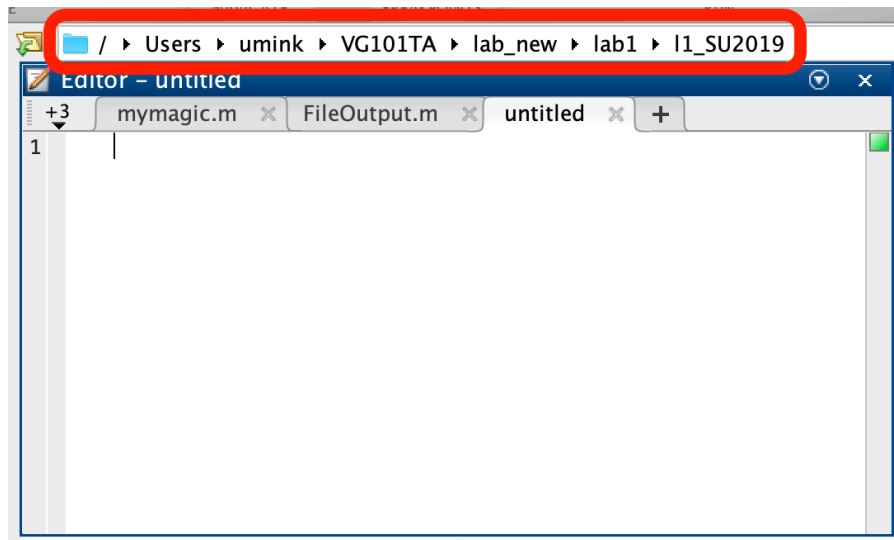 / ▸ Users ▸ umink ▸ VG101TA ▸ lab_new ▸ lab1 ▸ l1_SU2019
Editor – untitled
+3 mymagic.m FileOutput.m untitled +
1